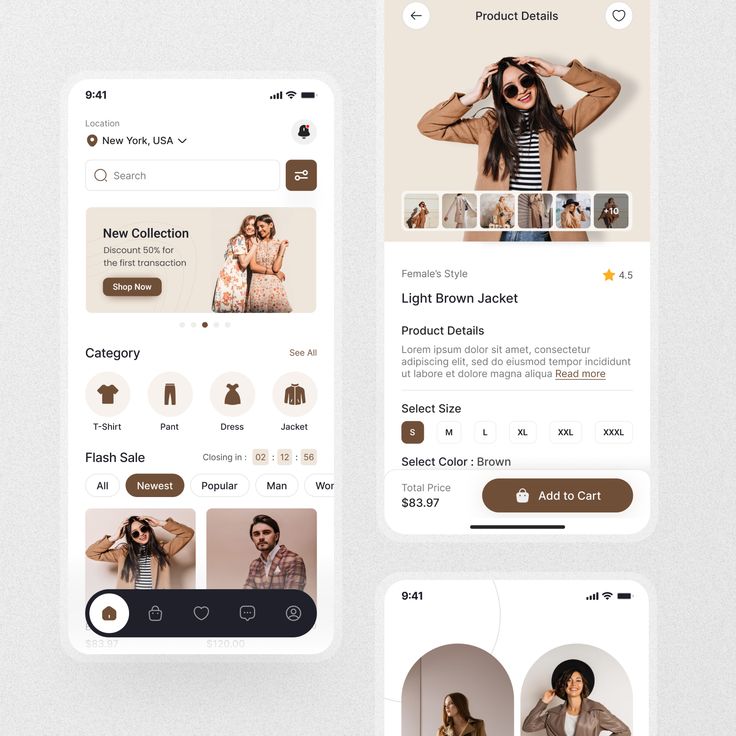 9:41
Location
New York, USA
Search
New Collection
Discount 50% for
the first transaction
Shop Now
Category
See All
T-Shirt
Pant
Dress
Jacket
Flash Sale
Closing in : 02 : 12 : 56
All
Newest
Popular
Man
Wor
$83.97
$120.00
Product Details
+10
Female's Style
4.5
Light Brown Jacket
Product Details
Lorem ipsum dolor sit amet, consectetur
adipiscing elit, sed do eiusmod tempor incididunt
ut labore et dolore magna aliqua Read more
Select Size
S
M
L
XL
XXL
XXXL
Select Color : Brown
Total Price
$83.97
Add to Cart
9:41